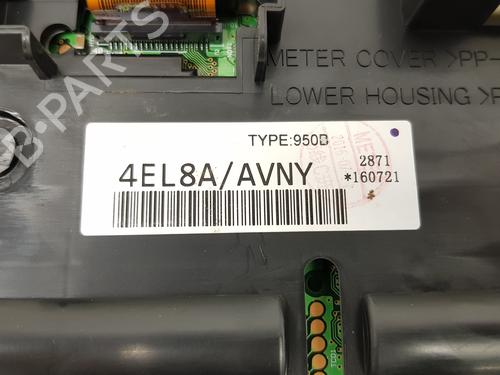 METER COVER >PP-
LOWER HOUSING >P
TYPE:950B
4EL8A/AVNY
2871
*160721
B-PARTS